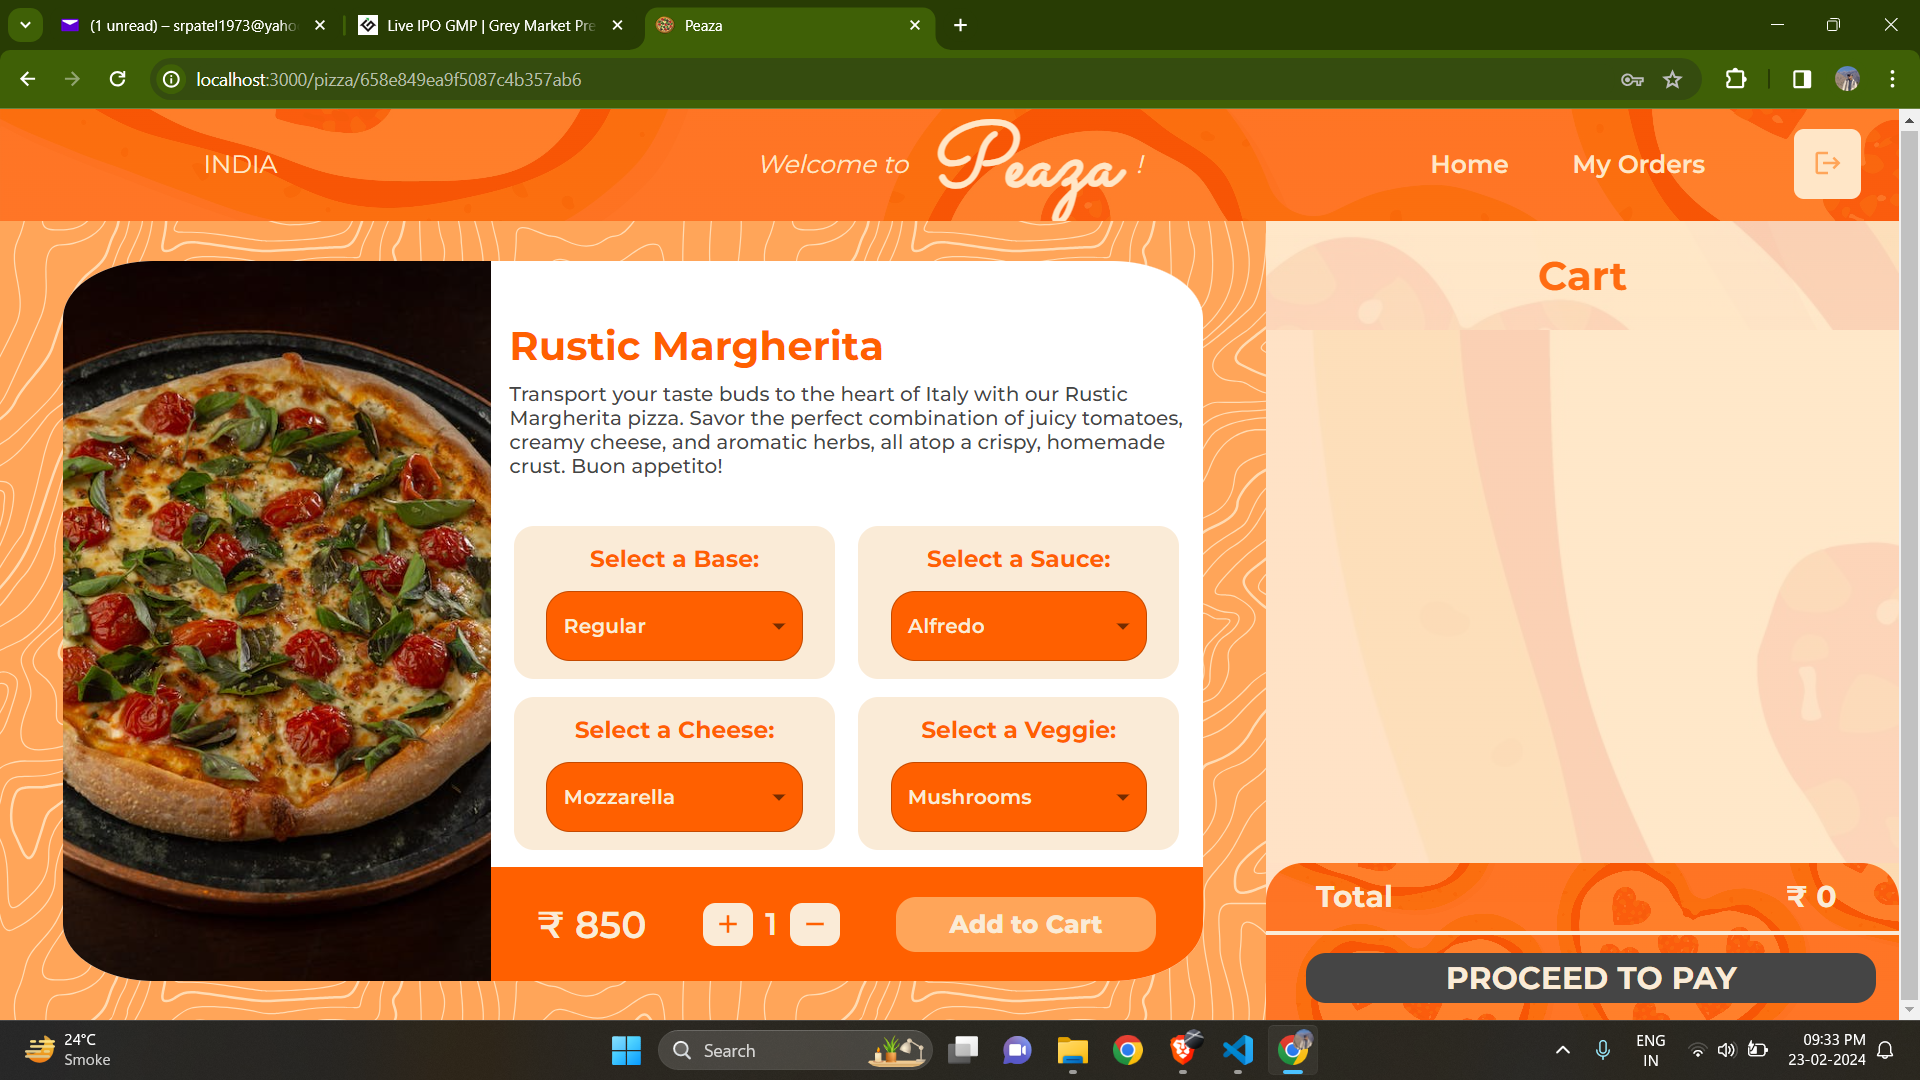 (1 unread) – srpatel1973@yaho
Live IPO GMP | Grey Market Pre
Peaza
localhost:3000/pizza/658e849ea9f5087c4b357ab6
INDIA
Welcome to Peaza !
Home
My Orders
Rustic Margherita
Transport your taste buds to the heart of Italy with our Rustic
Margherita pizza. Savor the perfect combination of juicy tomatoes,
creamy cheese, and aromatic herbs, all atop a crispy, homemade
crust. Buon appetito!
Select a Base:
Regular
Select a Sauce:
Alfredo
Select a Cheese:
Mozzarella
Select a Veggie:
Mushrooms
₹ 850
+ 1 −
Add to Cart
Cart
Total ₹ 0
PROCEED TO PAY
24°C
Smoke
Search
ENG
IN
09:33 PM
23-02-2024